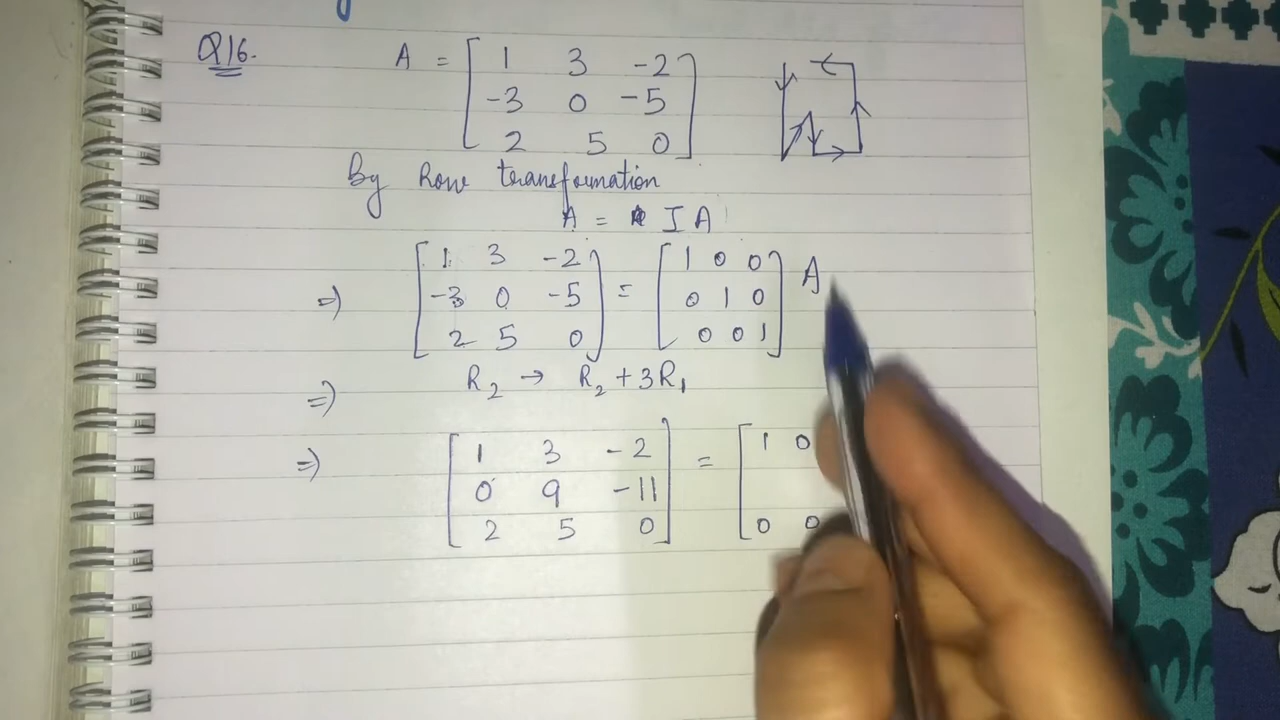 Q16. A = [ 1 3 -2
-3 0 -5
2 5 0 ]
By Row transformation
A = I A
⇒) [ 1 3 -2 ] = [ 1 0 0 ] A
-3 0 -5 0 1 0
2 5 0 0 0 1
⇒) R₂ → R₂ + 3R₁
⇒) [ 1 3 -2 ] = [ 1 0
0 9 -11
2 5 0 0 0